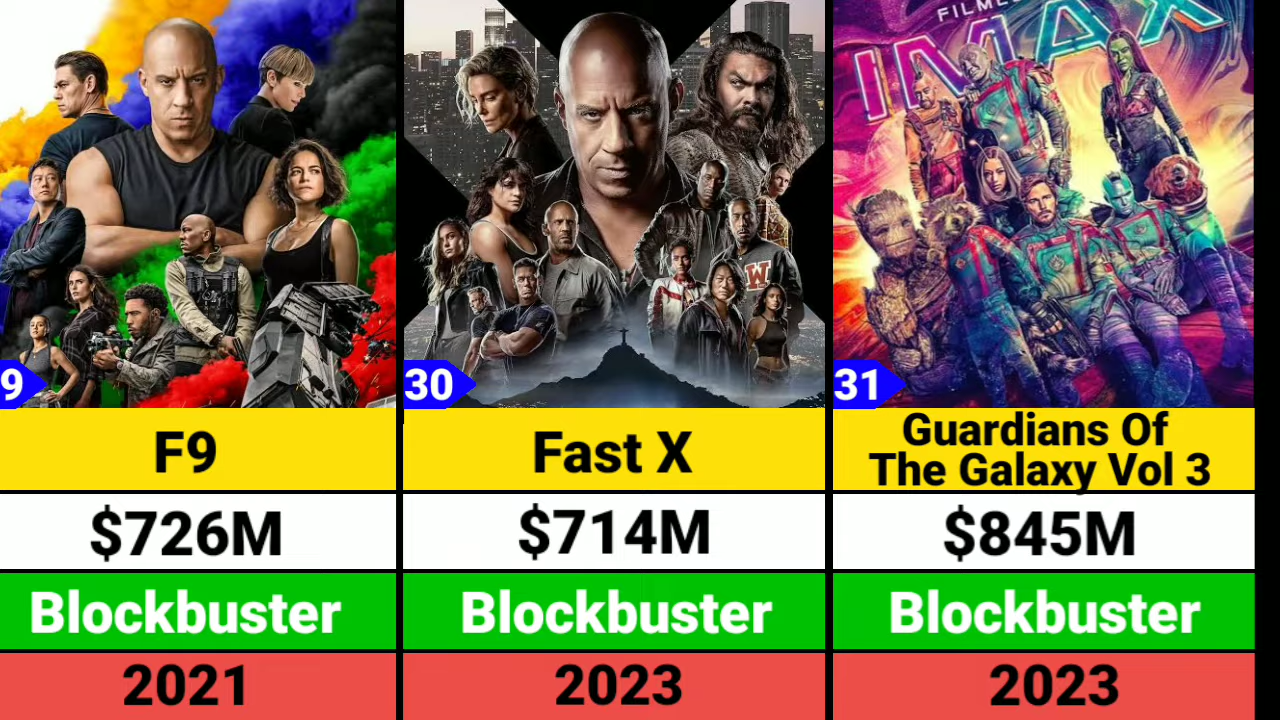 FILME
IMAX
9
30
31
F9
Fast X
Guardians Of
The Galaxy Vol 3
$726M
$714M
$845M
Blockbuster
Blockbuster
Blockbuster
2021
2023
2023
W